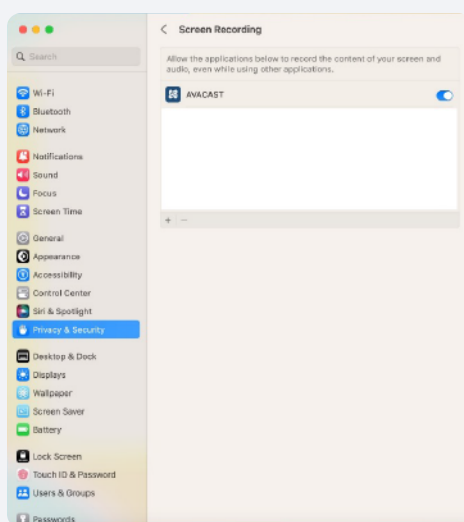 Screen Recording
Search
Allow the applications below to record the content of your screen and
audio, even while using other applications.
AVACAST
Wi-Fi
Bluetooth
Network
Notifications
Sound
Focus
Screen Time
General
Appearance
Accessibility
Control Center
Siri & Spotlight
Privacy & Security
Desktop & Dock
Displays
Wallpaper
Screen Saver
Battery
Lock Screen
Touch ID & Password
Users & Groups
Passwords